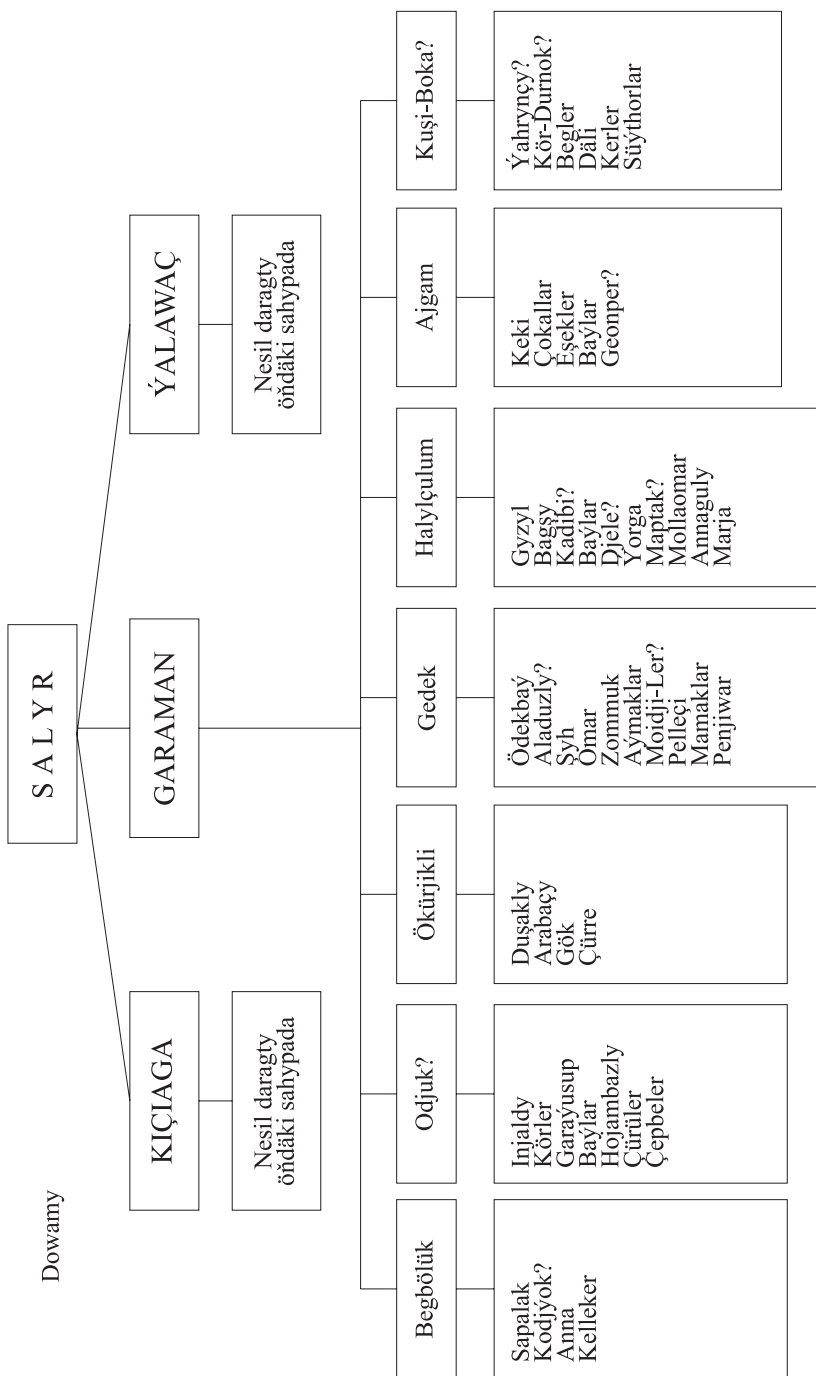 Dowamy
S A L Y R
KIÇIAGA
GARAMAN
ÝALAWAÇ
Nesil daragty
öňdäki sahypada
Nesil daragty
öňdäki sahypada
Begbölük
Odjuk?
Ökürjikli
Gedek
Halylçulum
Ajgam
Kuşi-Boka?
Sapalak
Kodjýok?
Anna
Kelleker
Injaldy
Körler
Garaýusup
Baýlar
Hojambazly
Çürüler
Çepbeler
Duşakly
Arabaçy
Gök
Çürre
Ödekbaý
Aladuzly?
Şyh
Omar
Zommuk
Aýmaklar
Moidji-Ler?
Pelleçi
Mamaklar
Penjiwar
Gyzyl
Bagşy
Kadibi?
Baýlar
Djele?
Yorga
Maptak?
Mollaomar
Annaguly
Marja
Keki
Çokallar
Eşekler
Baýlar
Geonper?
Ýahrynçy?
Kör-Durnok?
Begler
Däli
Kerler
Süýthorlar